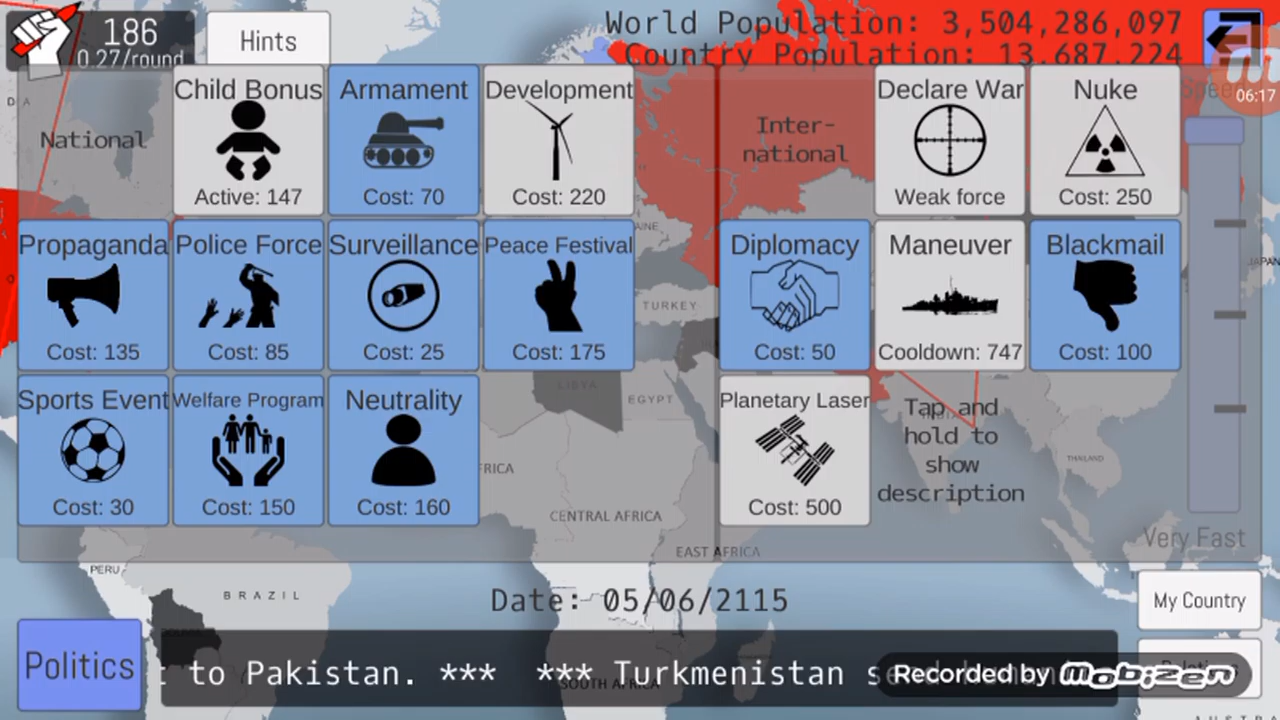 186
0.27/round
Hints
World Population: 3,504,286,097
Country Population: 13,687,224
06:17
National
Child Bonus
Active: 147
Armament
Cost: 70
Development
Cost: 220
Inter-
national
Declare War
Weak force
Nuke
Cost: 250
Propaganda
Cost: 135
Police Force
Cost: 85
Surveillance
Cost: 25
Peace Festival
Cost: 175
Diplomacy
Cost: 50
Maneuver
Cooldown: 747
Blackmail
Cost: 100
TURKEY
JAPAN
Sports Event
Cost: 30
Welfare Program
Cost: 150
Neutrality
Cost: 160
Planetary Laser
Cost: 500
Tap and
hold to
show
description
LIBYA
EGYPT
THAILAND
CENTRAL AFRICA
EAST AFRICA
Very Fast
PERU
BRAZIL
Date: 05/06/2115
My Country
Politics
t to Pakistan. *** *** Turkmenistan
SOUTH AFRICA
Recorded by Mobizen